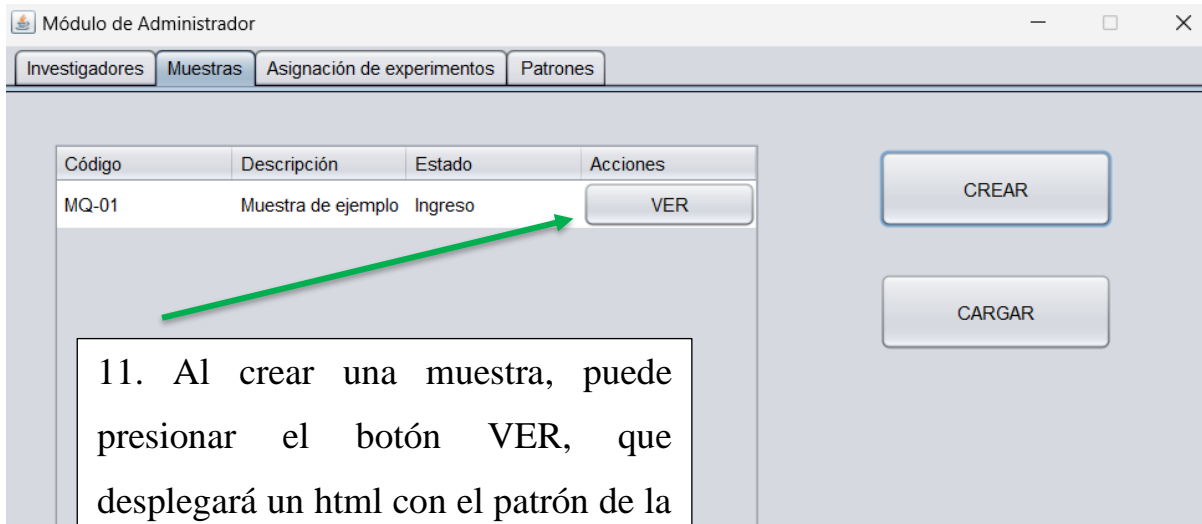 Módulo de Administrador
Investigadores Muestras Asignación de experimentos Patrones
Código Descripción Estado Acciones
MQ-01 Muestra de ejemplo Ingreso VER
CREAR
CARGAR
11. Al crear una muestra, puede
presionar el botón VER, que
desplegará un html con el patrón de la